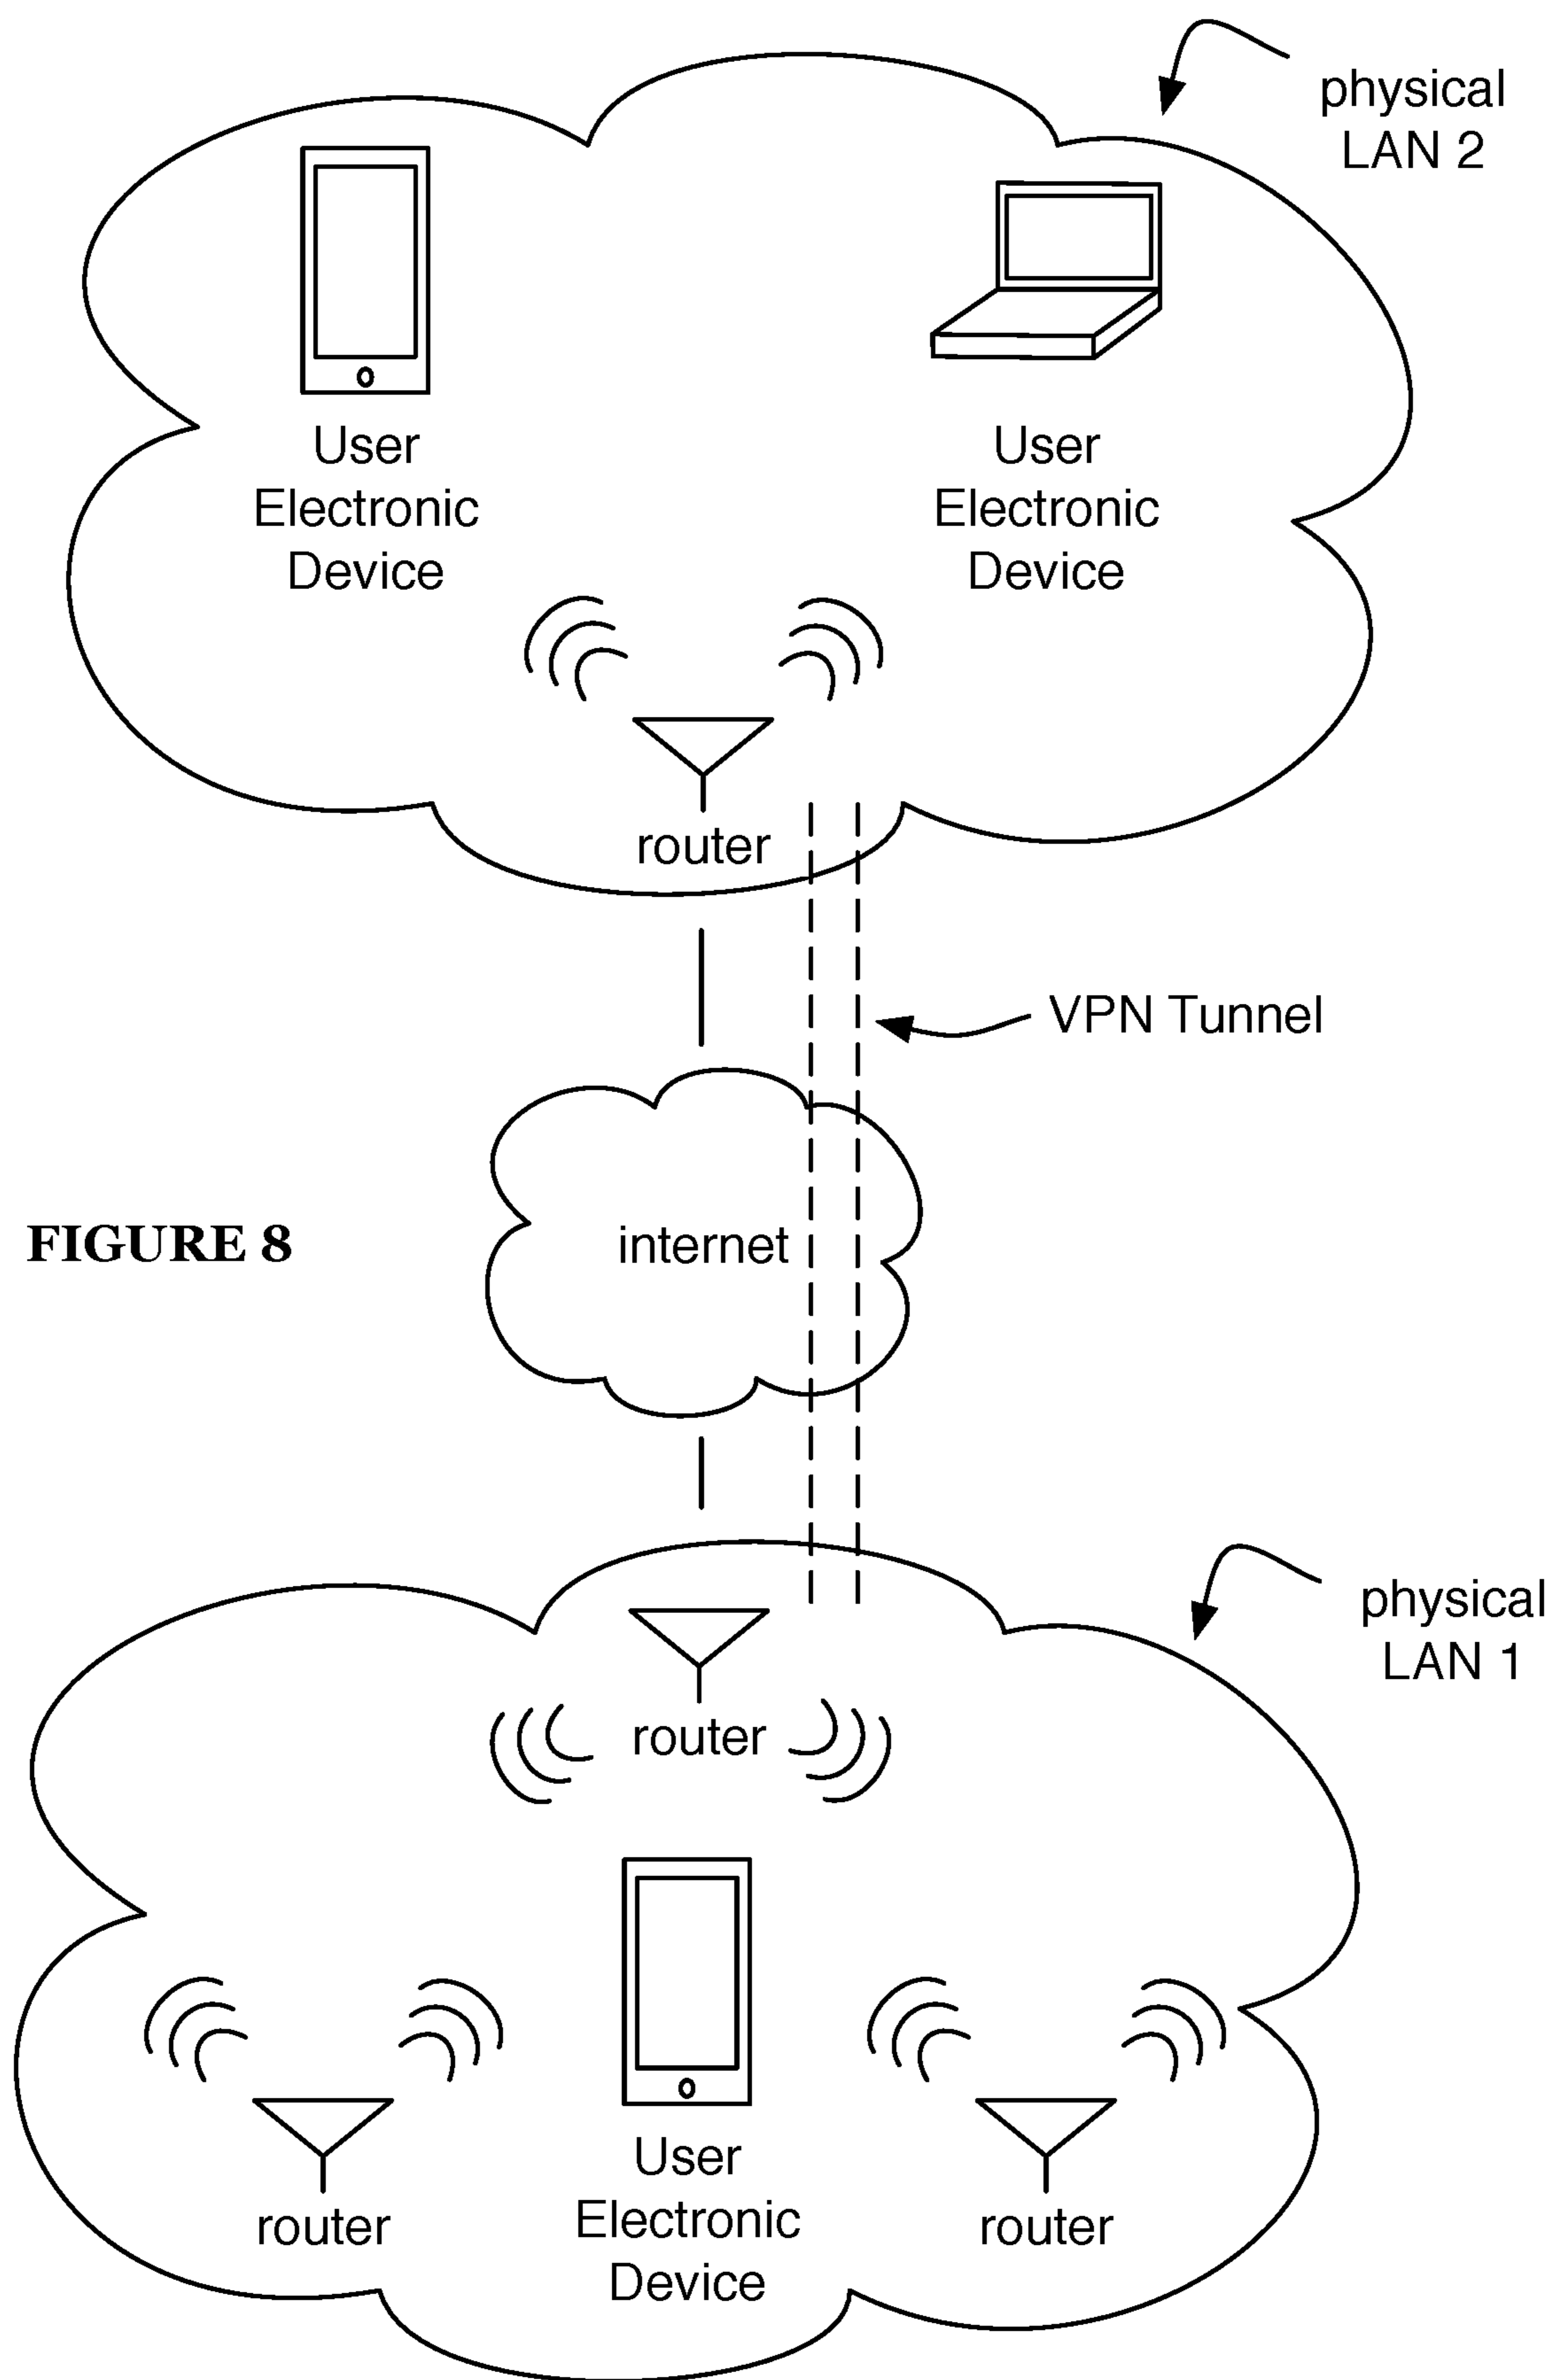 physical
LAN 2
User
Electronic
Device
User
Electronic
Device
router
VPN Tunnel
FIGURE 8
internet
physical
LAN 1
router
router
User
Electronic
Device
router